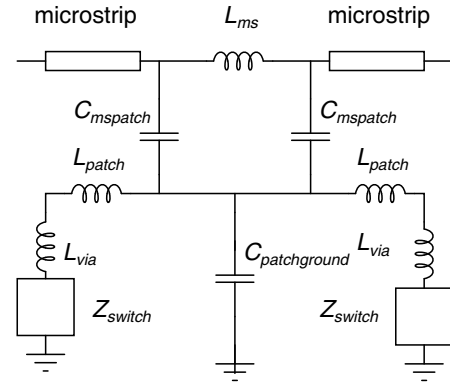 microstrip
L_ms
microstrip
C_mspatch
C_mspatch
L_patch
L_patch
L_via
L_via
C_patchground
Z_switch
Z_switch